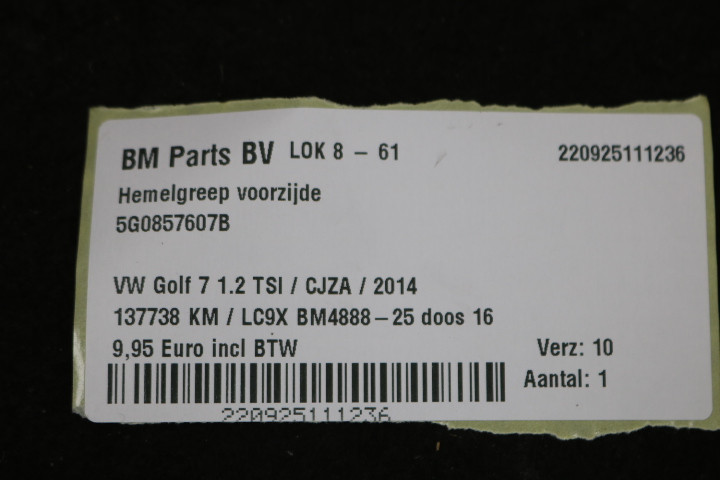 BM Parts BV LOK 8 - 61 220925111236
Hemelgreep voorzijde
5G0857607B
VW Golf 7 1.2 TSI / CJZA / 2014
137738 KM / LC9X BM4888-25 doos 16
9,95 Euro incl BTW Verz: 10
Aantal: 1
220925111236